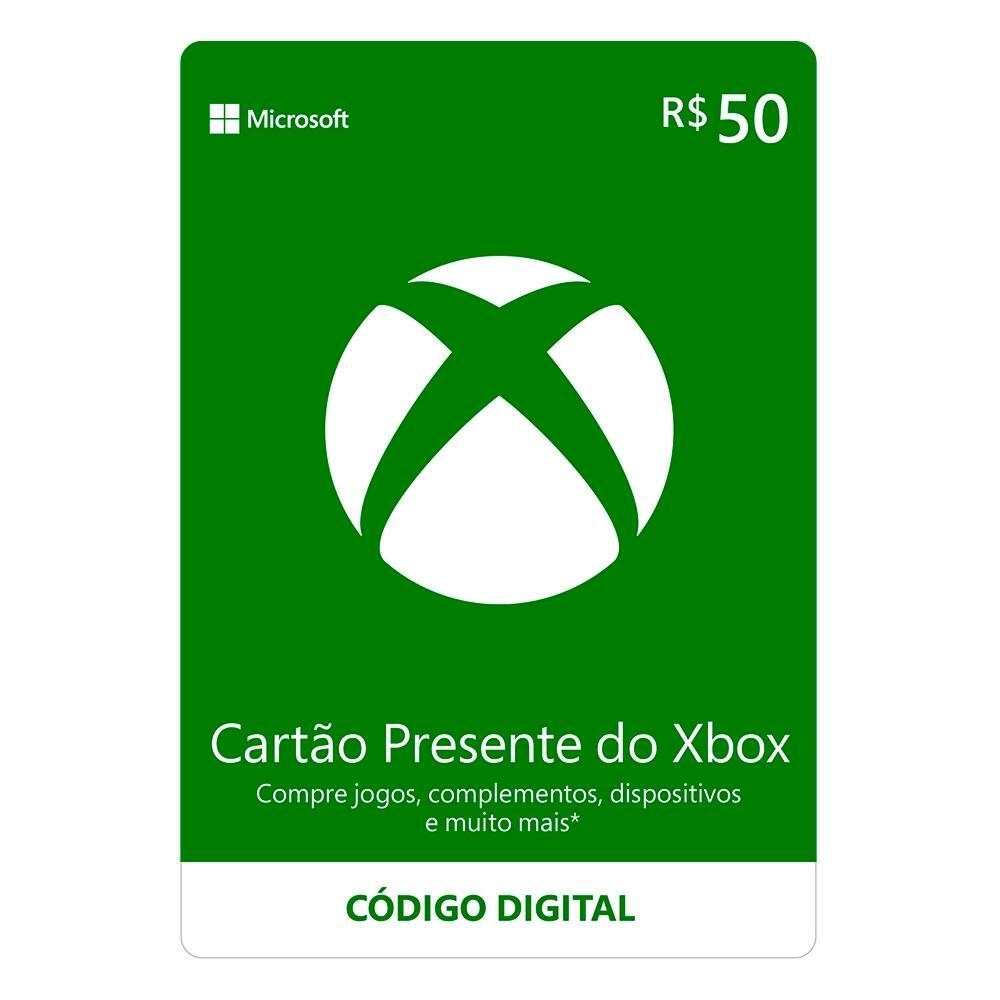 Microsoft
R$ 50
Cartão Presente do Xbox
Compre jogos, complementos, dispositivos
e muito mais*
CÓDIGO DIGITAL